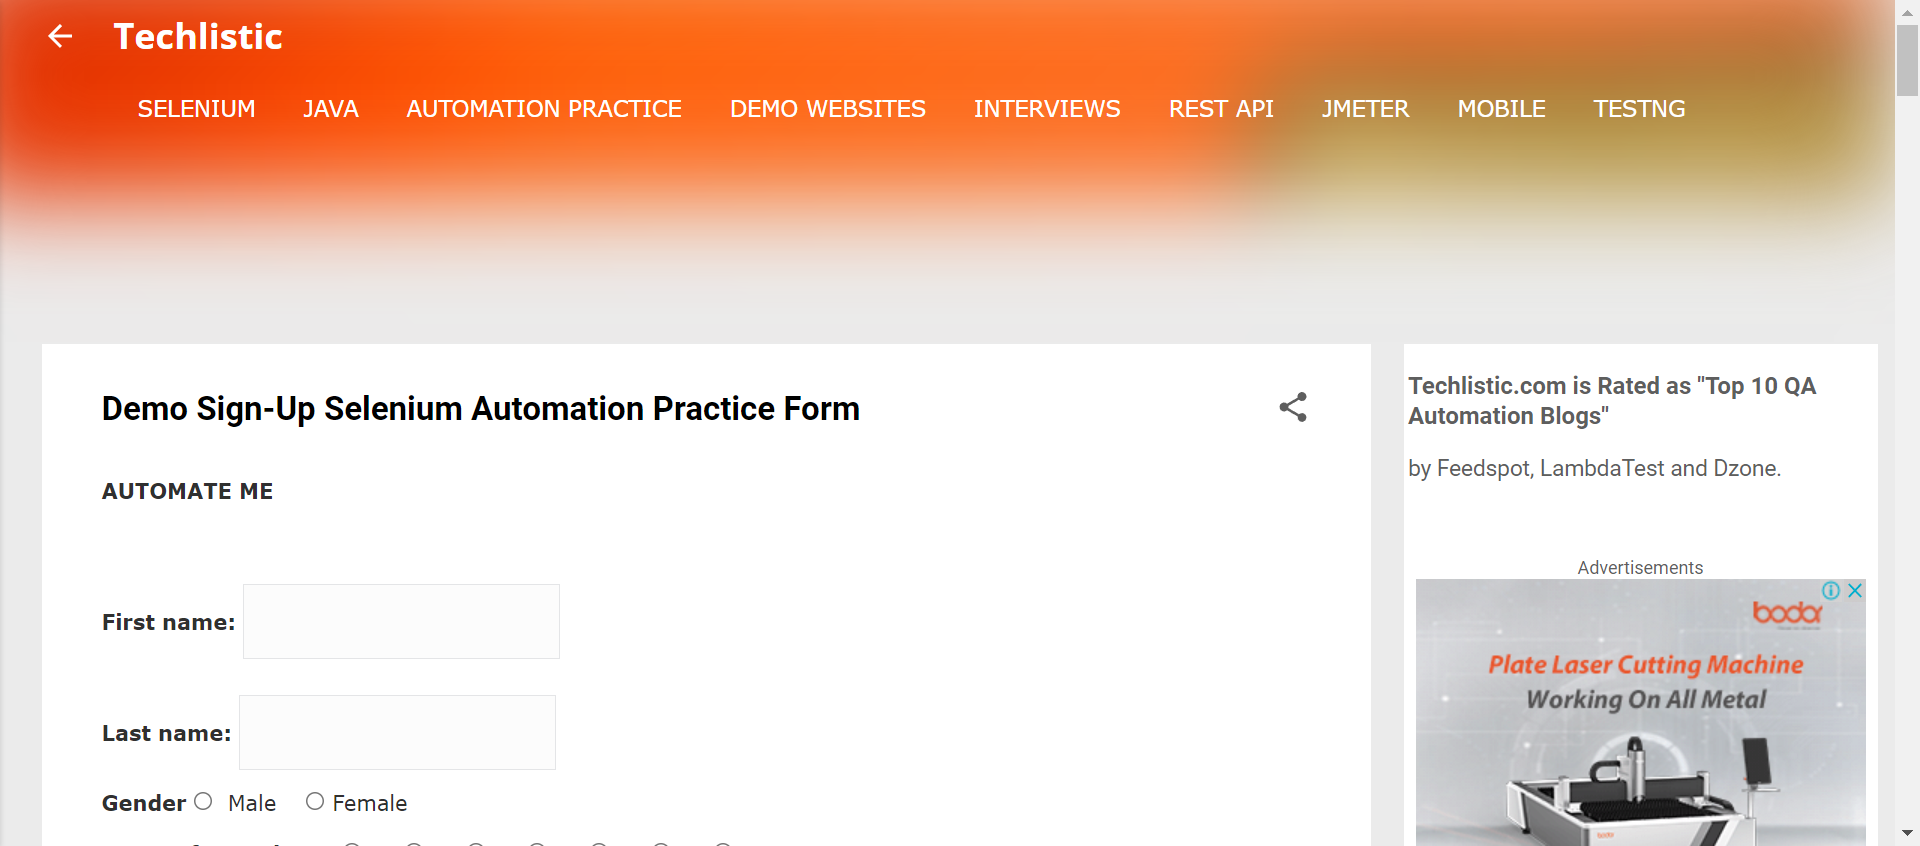 Techlistic
SELENIUM JAVA AUTOMATION PRACTICE DEMO WEBSITES INTERVIEWS REST API JMETER MOBILE TESTNG
Demo Sign-Up Selenium Automation Practice Form
AUTOMATE ME
First name:
Last name:
Gender Male Female
Techlistic.com is Rated as "Top 10 QA
Automation Blogs"
by Feedspot, LambdaTest and Dzone.
Advertisements
bodor
Plate Laser Cutting Machine
Working On All Metal
bodor